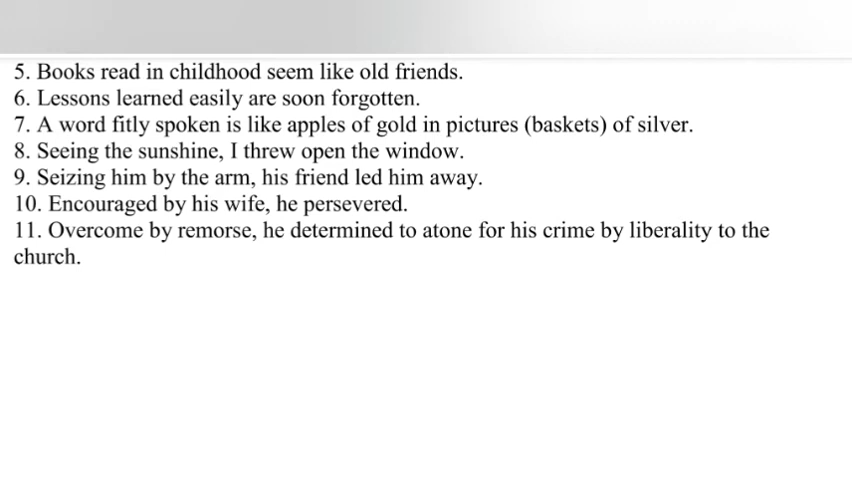 5. Books read in childhood seem like old friends.
6. Lessons learned easily are soon forgotten.
7. A word fitly spoken is like apples of gold in pictures (baskets) of silver.
8. Seeing the sunshine, I threw open the window.
9. Seizing him by the arm, his friend led him away.
10. Encouraged by his wife, he persevered.
11. Overcome by remorse, he determined to atone for his crime by liberality to the
church.